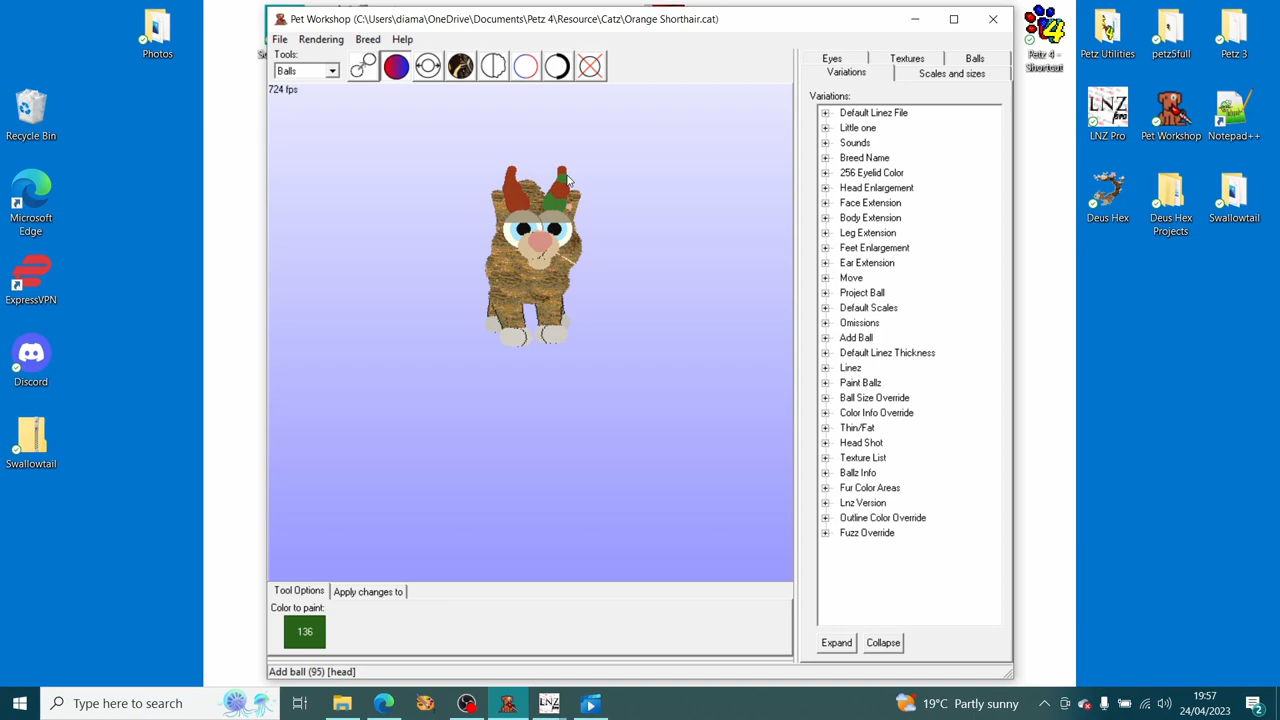 Photos
Recycle Bin
Microsoft
Edge
ExpressVPN
Discord
Swallowtail
Pet Workshop (C:\Users\diama\OneDrive\Documents\Petz 4\Resource\Catz\Orange Shorthair.cat)
File Rendering Breed Help
Tools:
Balls
724 fps
Eyes Textures Balls
Variations Scales and sizes
Variations:
Default Linez File
Little one
Sounds
Breed Name
256 Eyelid Color
Head Enlargement
Face Extension
Body Extension
Leg Extension
Feet Enlargement
Ear Extension
Move
Project Ball
Default Scales
Omissions
Add Ball
Default Linez Thickness
Linez
Paint Ballz
Ball Size Override
Color Info Override
Thin/Fat
Head Shot
Texture List
Ballz Info
Fur Color Areas
Lnz Version
Outline Color Override
Fuzz Override
Expand Collapse
Tool Options Apply changes to
Color to paint:
136
Add ball (95) [head]
4
Petz 4 -
Shortcut
Petz Utilities petz5full Petz 3
LNZ
PRO
LNZ Pro Pet Workshop Notepad++
Deus Hex Deus Hex
Projects Swallowtail
Type here to search
LNZ
19°C Partly sunny
19:57
24/04/2023
2